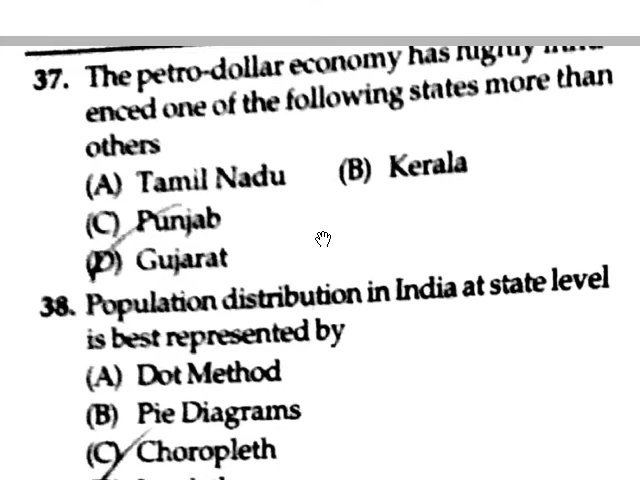 37. The petro-dollar economy has highly
enced one of the following states more than
others
(A) Tamil Nadu (B) Kerala
(C) Punjab
(D) Gujarat
38. Population distribution in India at state level
is best represented by
(A) Dot Method
(B) Pie Diagrams
(C) Choropleth